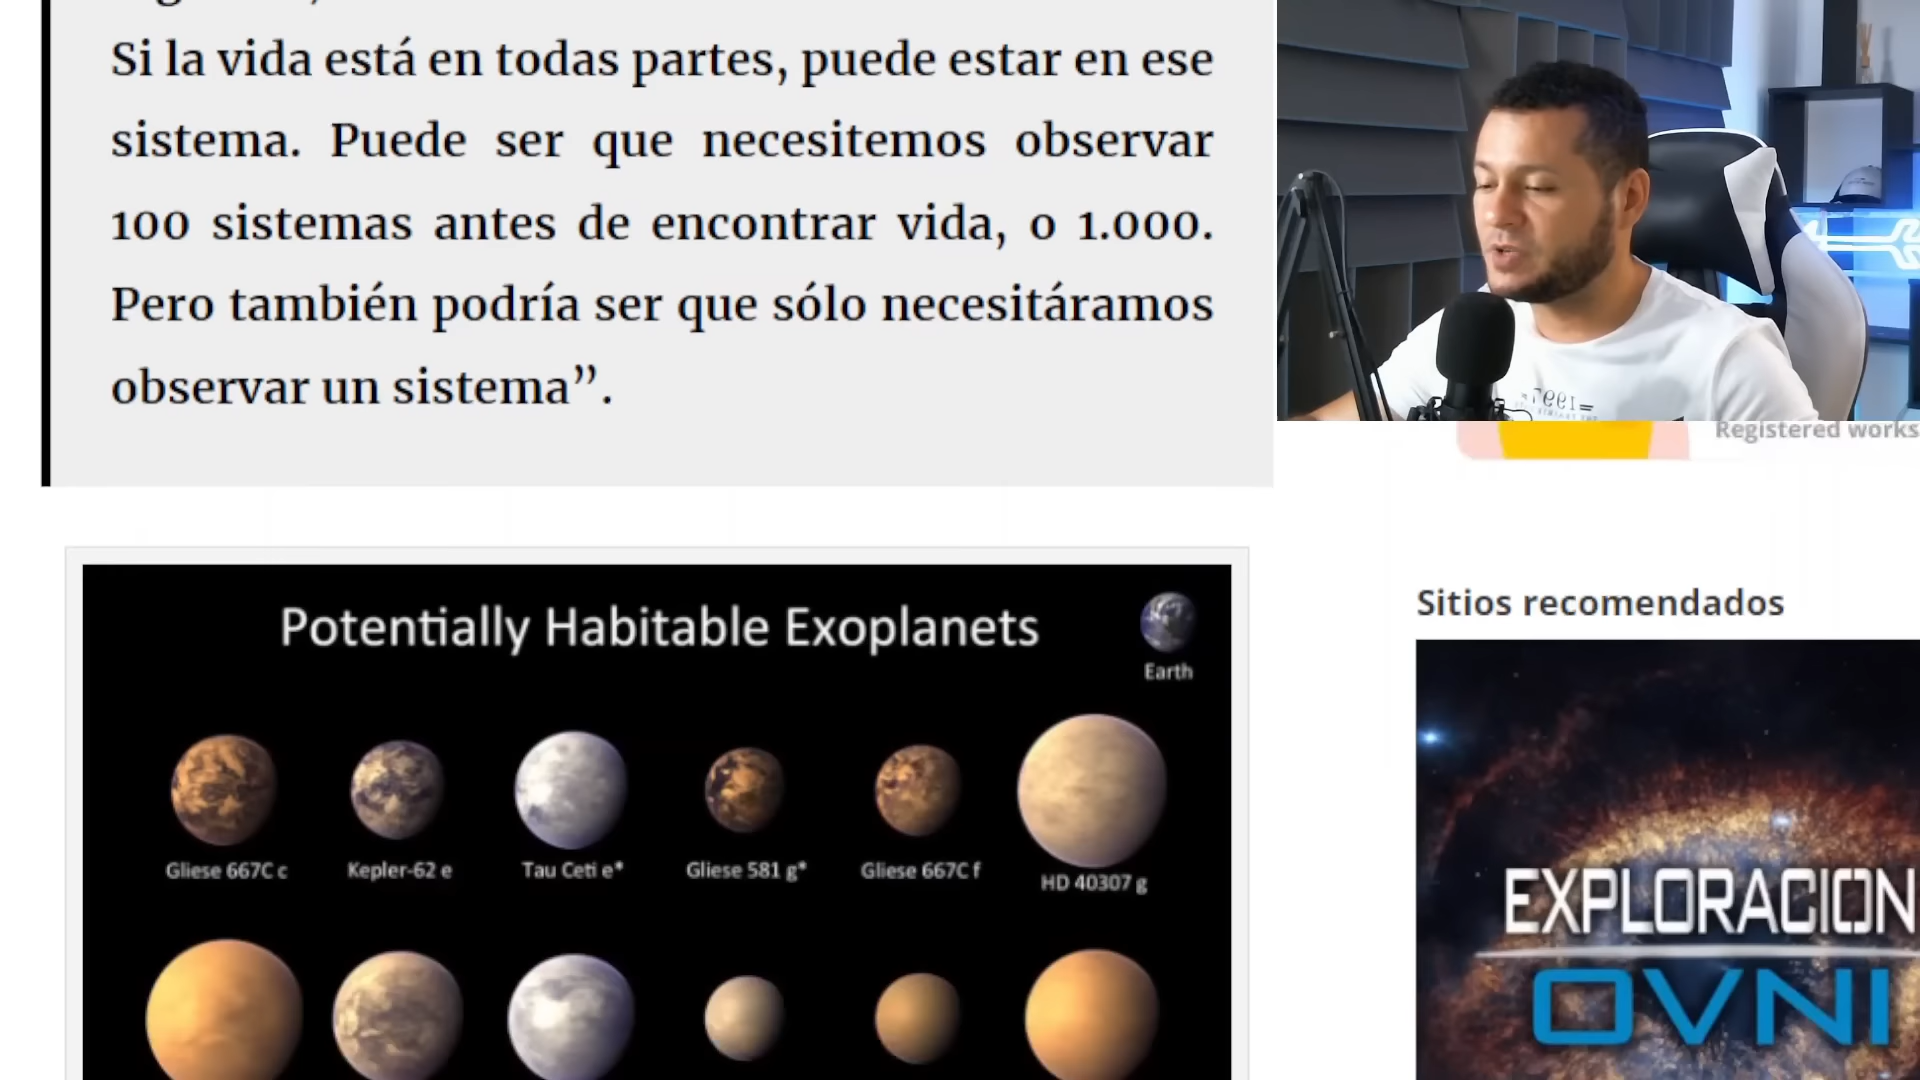 Si la vida está en todas partes, puede estar en ese
sistema. Puede ser que necesitemos observar
100 sistemas antes de encontrar vida, o 1.000.
Pero también podría ser que sólo necesitáramos
observar un sistema”.
Registered works
Potentially Habitable Exoplanets
Earth
Gliese 667C c
Kepler-62 e
Tau Ceti e*
Gliese 581 g*
Gliese 667C f
HD 40307 g
Sitios recomendados
EXPLORACION
OVNI